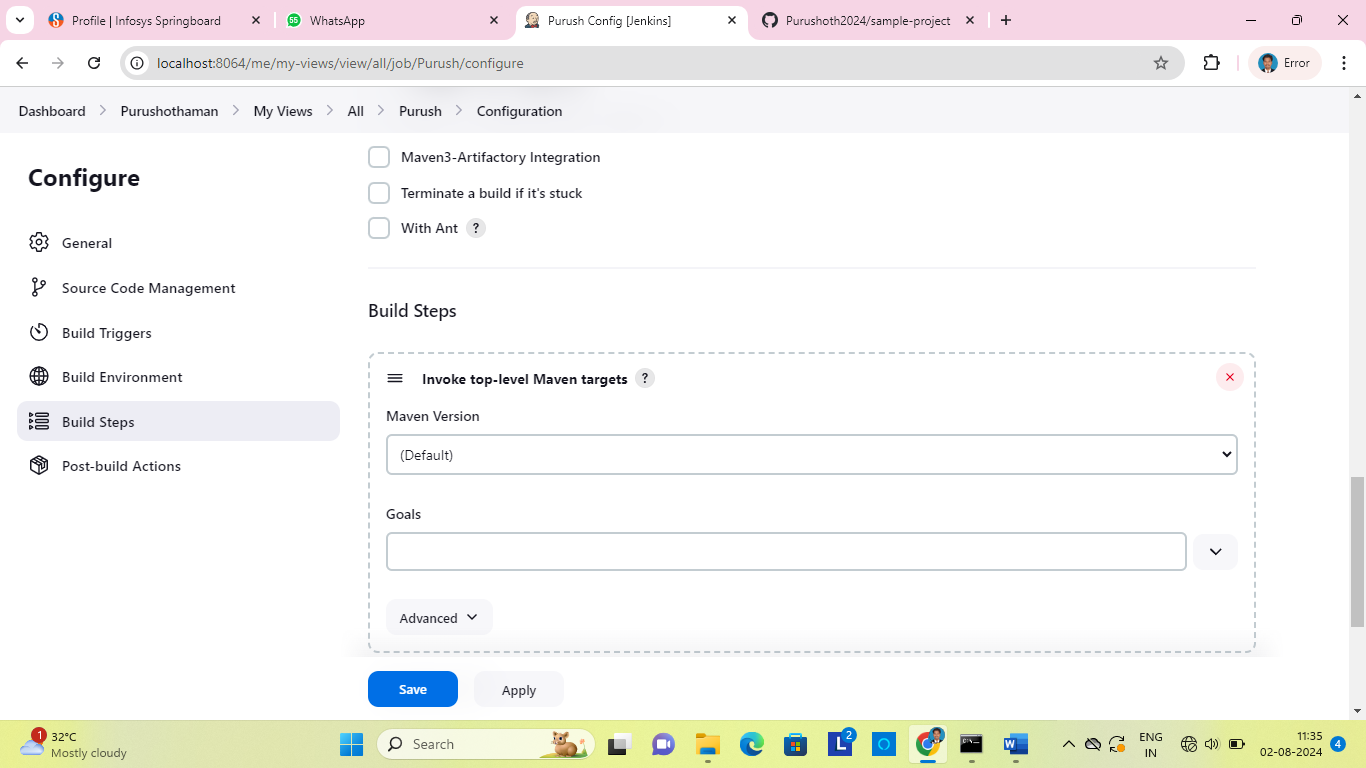 Profile | Infosys Springboard
55
WhatsApp
Purush Config [Jenkins]
Purushoth2024/sample-project
localhost:8064/me/my-views/view/all/job/Purush/configure
Error
Dashboard
Purushothaman
My Views
All
Purush
Configuration
Configure
General
Source Code Management
Build Triggers
Build Environment
Build Steps
Post-build Actions
Maven3-Artifactory Integration
Terminate a build if it's stuck
With Ant ?
Build Steps
Invoke top-level Maven targets ?
Maven Version
(Default)
Goals
Advanced
Save
Apply
1
32°C
Mostly cloudy
Search
L
2
O
W
ENG
IN
11:35
02-08-2024
4